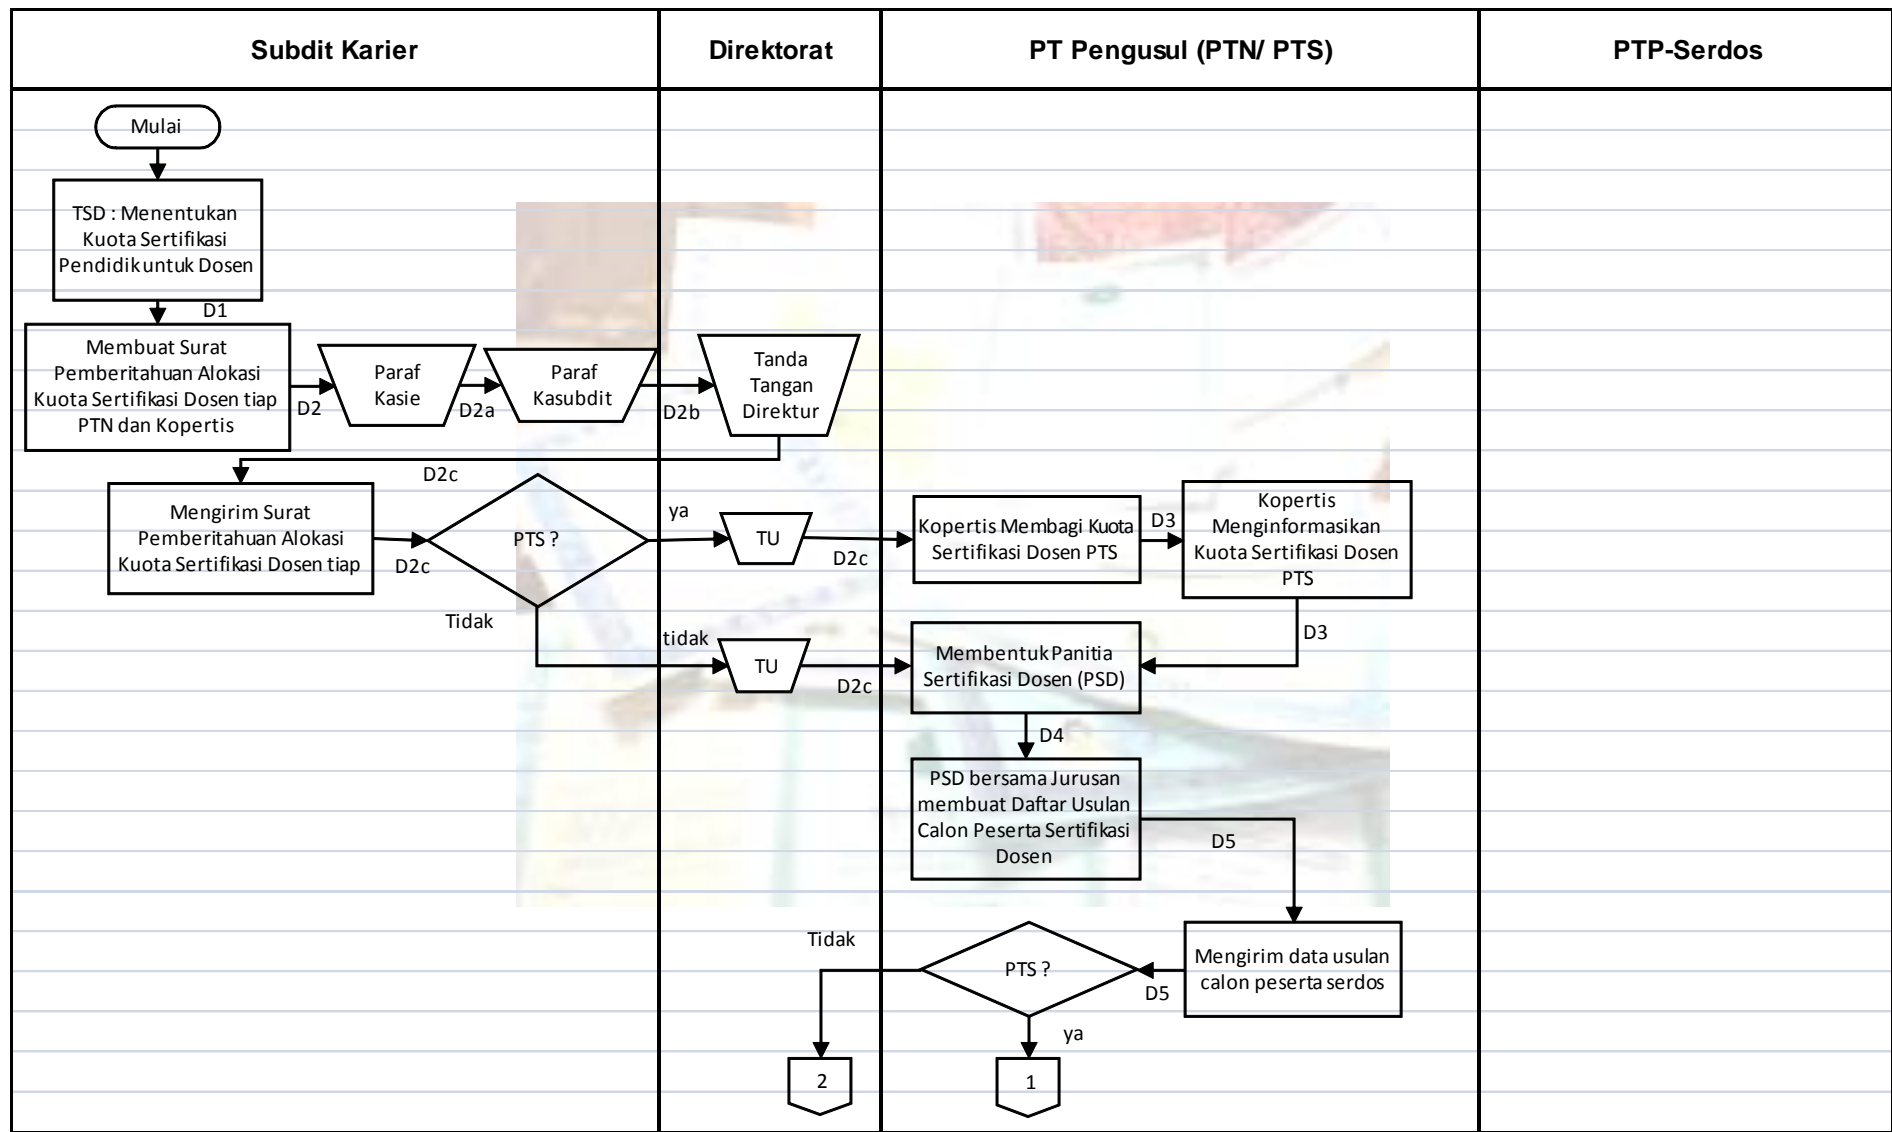 Subdit Karier
Direktorat
PT Pengusul (PTN/ PTS)
PTP-Serdos
Mulai
TSD : Menentukan
Kuota Sertifikasi
Pendidik untuk Dosen
D1
Membuat Surat
Pemberitahuan Alokasi
Kuota Sertifikasi Dosen tiap
PTN dan Kopertis
D2
Paraf
Kasie
D2a
Paraf
Kasubdit
D2b
Tanda
Tangan
Direktur
D2c
Mengirim Surat
Pemberitahuan Alokasi
Kuota Sertifikasi Dosen tiap
D2c
PTS ?
ya
TU
D2c
Kopertis Membagi Kuota
Sertifikasi Dosen PTS
D3
Kopertis
Menginformasikan
Kuota Sertifikasi Dosen
PTS
D3
Tidak
tidak
TU
D2c
Membentuk Panitia
Sertifikasi Dosen (PSD)
D4
PSD bersama Jurusan
membuat Daftar Usulan
Calon Peserta Sertifikasi
Dosen
D5
Mengirim data usulan
calon peserta serdos
D5
PTS ?
Tidak
ya
2
1